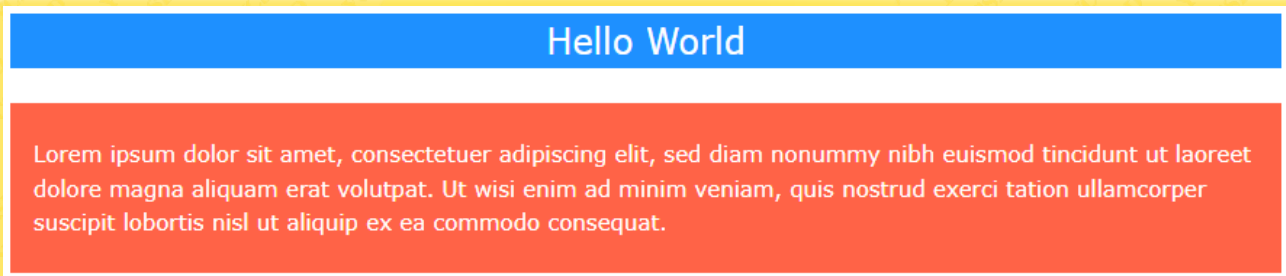 Hello World
Lorem ipsum dolor sit amet, consectetuer adipiscing elit, sed diam nonummy nibh euismod tincidunt ut laoreet
dolore magna aliquam erat volutpat. Ut wisi enim ad minim veniam, quis nostrud exerci tation ullamcorper
suscipit lobortis nisl ut aliquip ex ea commodo consequat.